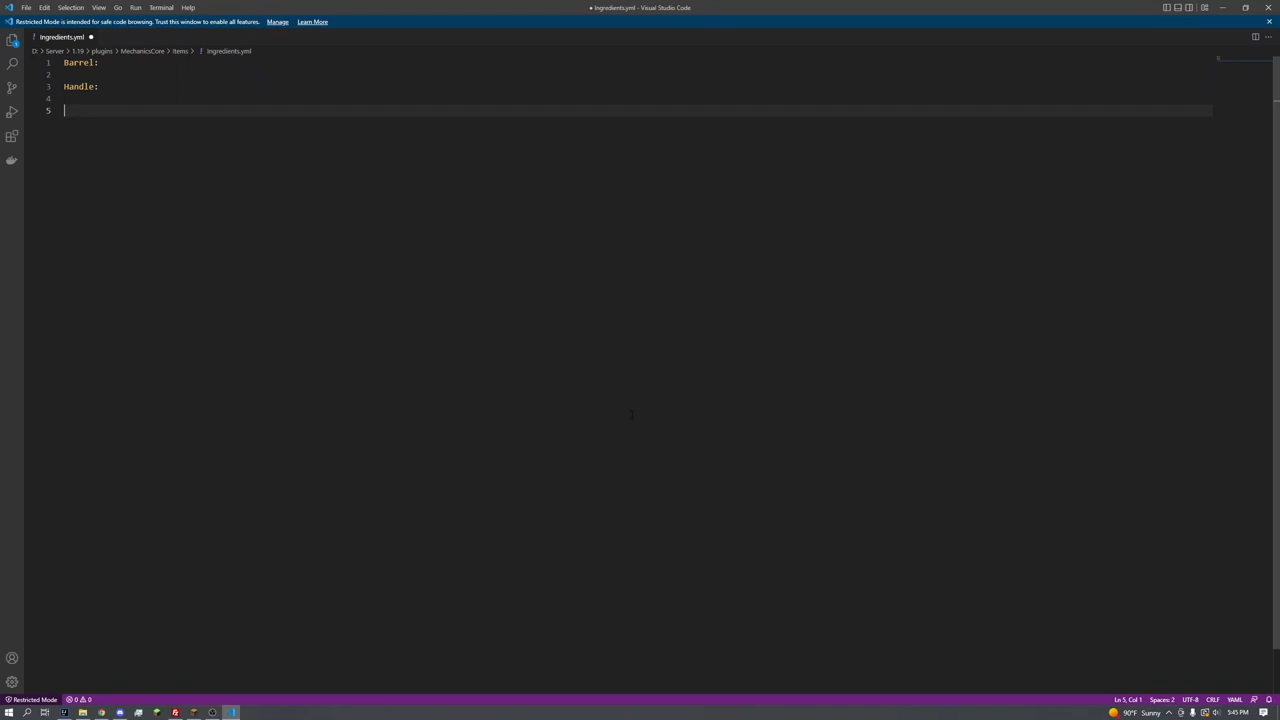 File Edit Selection View Go Run Terminal Help
● Ingredients.yml - Visual Studio Code
Restricted Mode is intended for safe code browsing. Trust this window to enable all features. Manage Learn More
! Ingredients.yml ●
D: > Server > 1.19 > plugins > MechanicsCore > Items > ! Ingredients.yml
1 Barrel:
2
3 Handle:
4
5
Restricted Mode 0 0 Ln 5, Col 1 Spaces: 2 UTF-8 CRLF YAML
90°F Sunny 5:45 PM